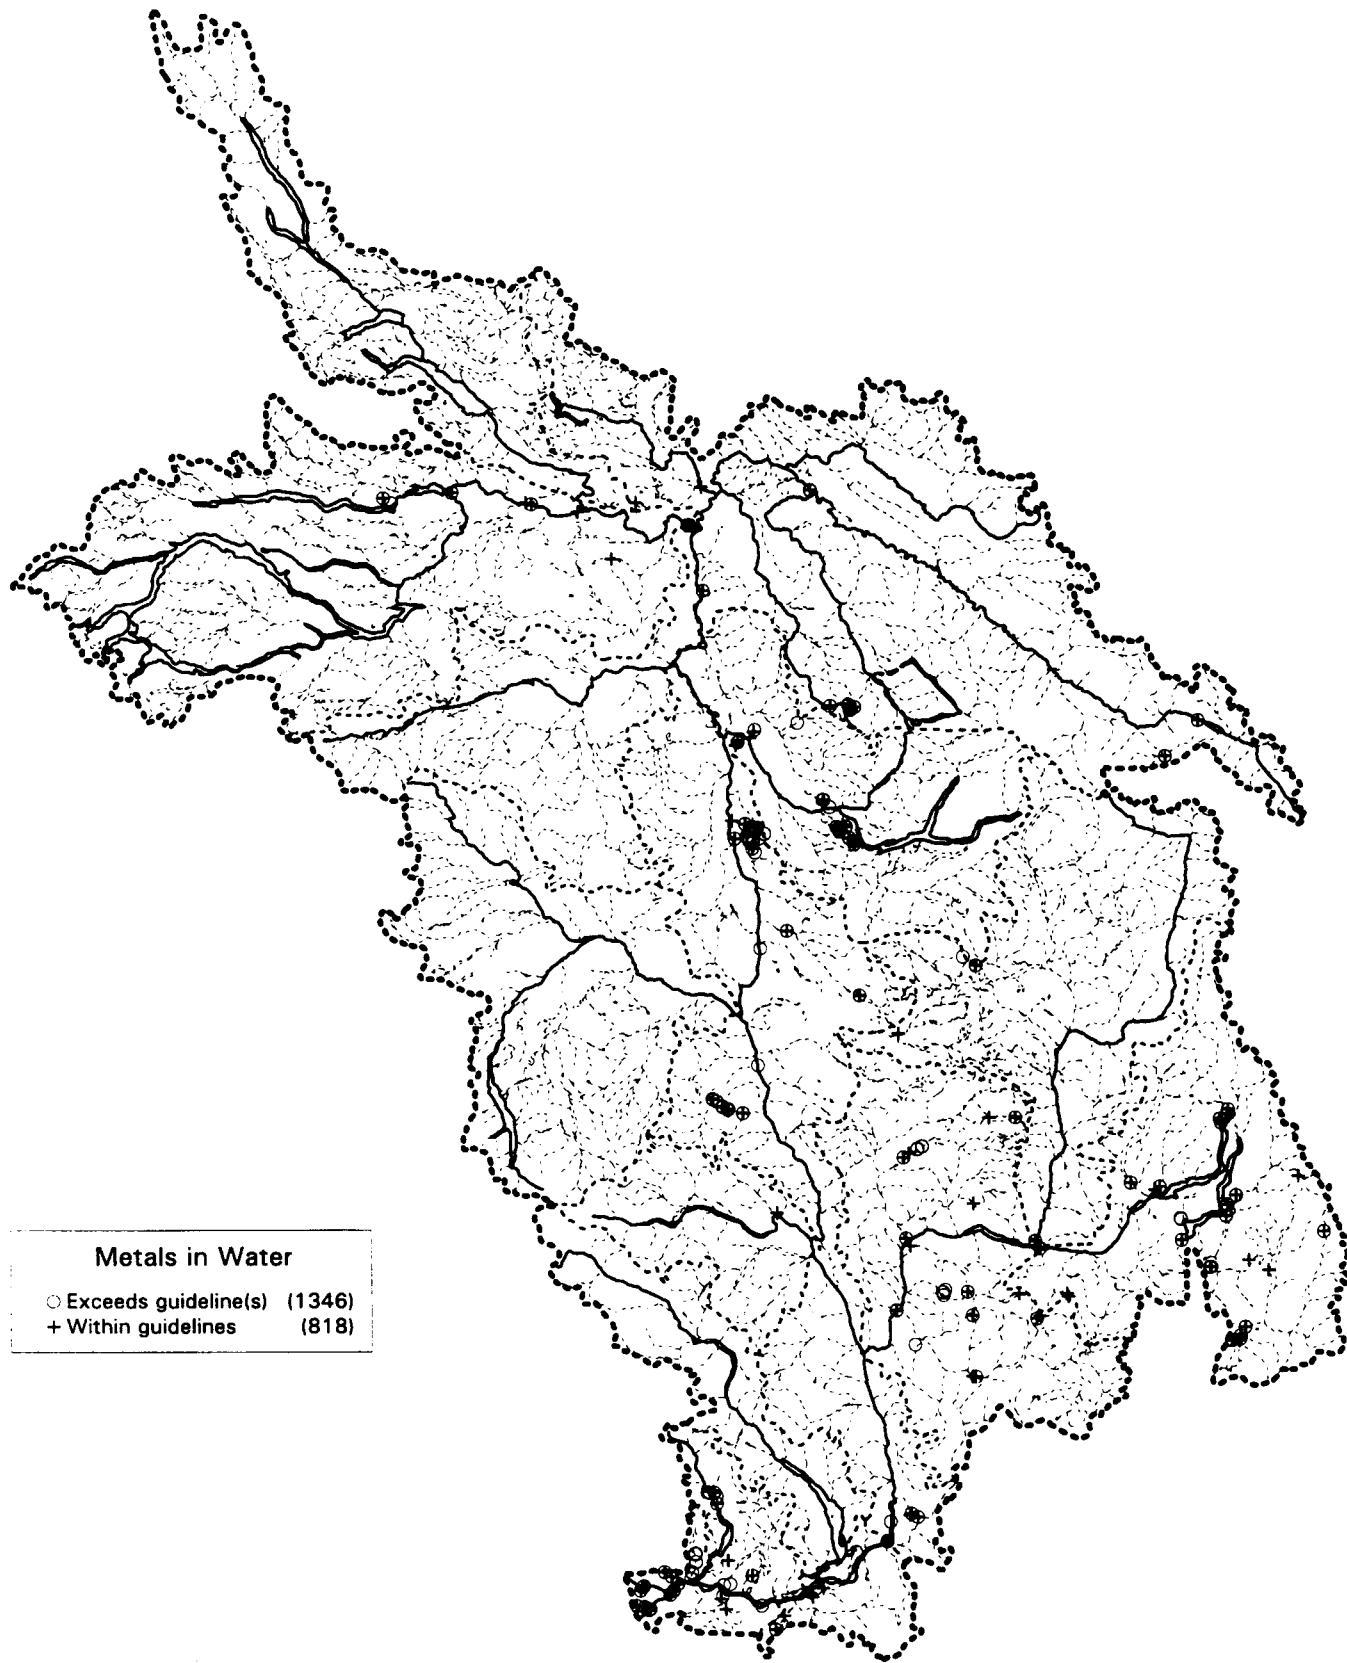 Metals in Water
Exceeds guideline(s) (1346)
+ Within guidelines (818)